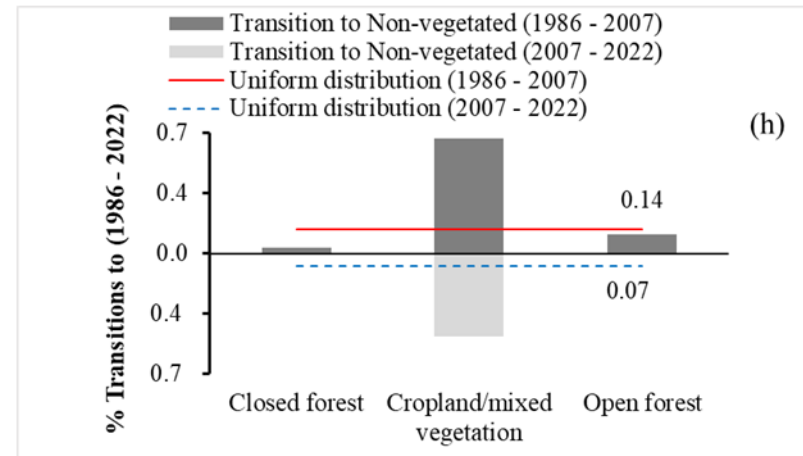 Transition to Non-vegetated (1986 - 2007)
Transition to Non-vegetated (2007 - 2022)
Uniform distribution (1986 - 2007)
Uniform distribution (2007 - 2022)
(h)
% Transitions to (1986 - 2022)
0.7
0.4
0.0
0.4
0.7
0.14
0.07
Closed forest
Cropland/mixed
vegetation
Open forest